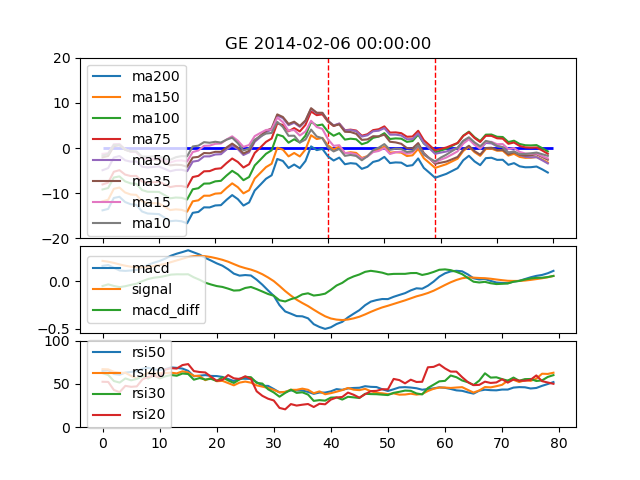 GE 2014-02-06 00:00:00
20
10
0
−10
−20
ma200
ma150
ma100
ma75
ma50
ma35
ma15
ma10
0.0
−0.5
macd
signal
macd_diff
100
50
0
rsi50
rsi40
rsi30
rsi20
0 10 20 30 40 50 60 70 80